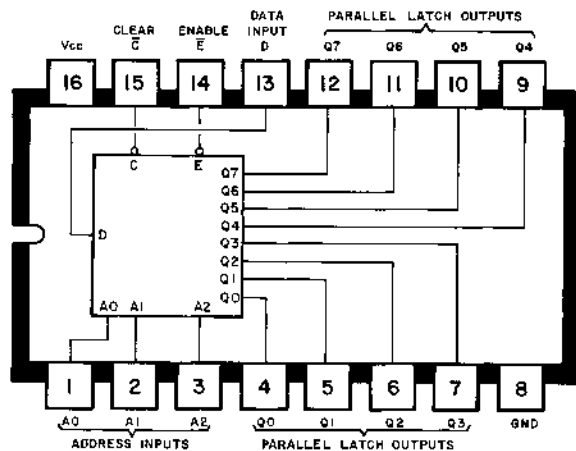 CLEAR ENABLE DATA INPUT PARALLEL LATCH OUTPUTS
Vcc C E D Q7 Q6 Q5 Q4
16 15 14 13 12 11 10 9
C E
Q7
Q6
Q5
Q4
D
Q3
Q2
Q1
Q0
A0 A1 A2
1 2 3 4 5 6 7 8
A0 A1 A2 Q0 Q1 Q2 Q3 GND
ADDRESS INPUTS PARALLEL LATCH OUTPUTS